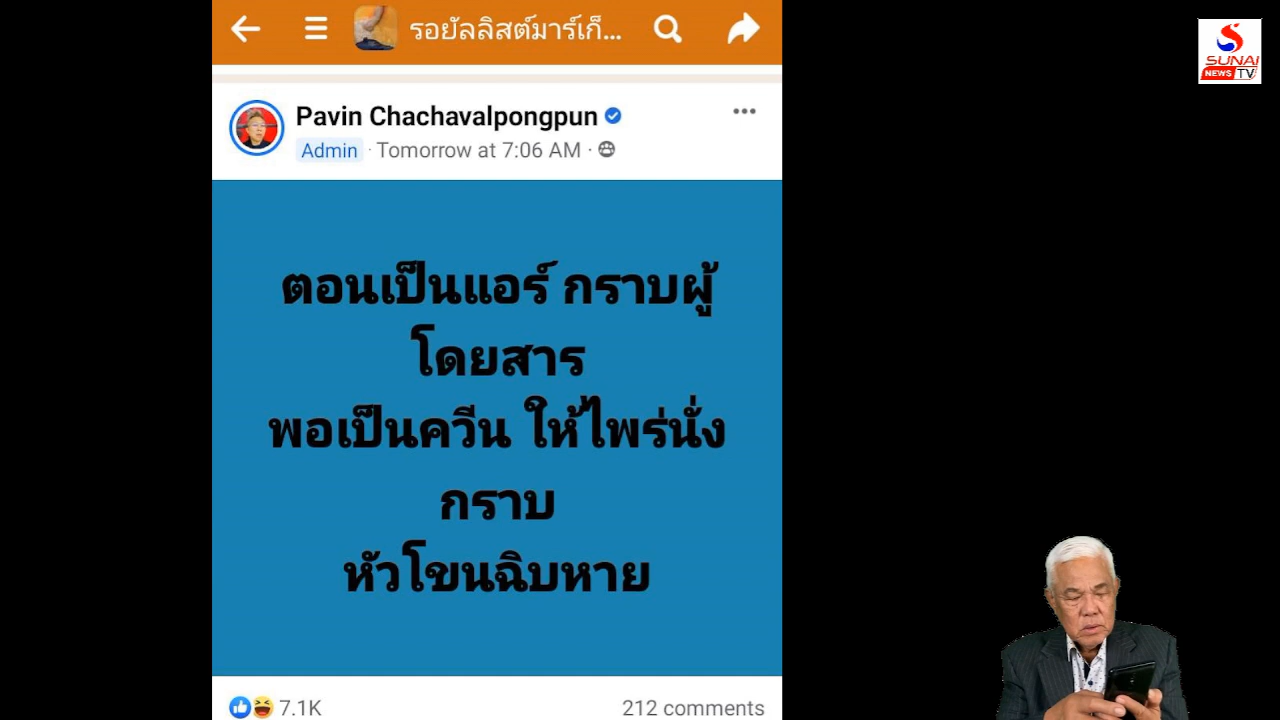 รอยัลลิสต์มาร์เก็...
SUNAI
NEWS TV
Pavin Chachavalpongpun
Admin · Tomorrow at 7:06 AM ·
ตอนเป็นแอร์ กราบผู้
โดยสาร
พอเป็นควีน ให้ไพร่นั่ง
กราบ
หัวโขนฉิบหาย
7.1K
212 comments